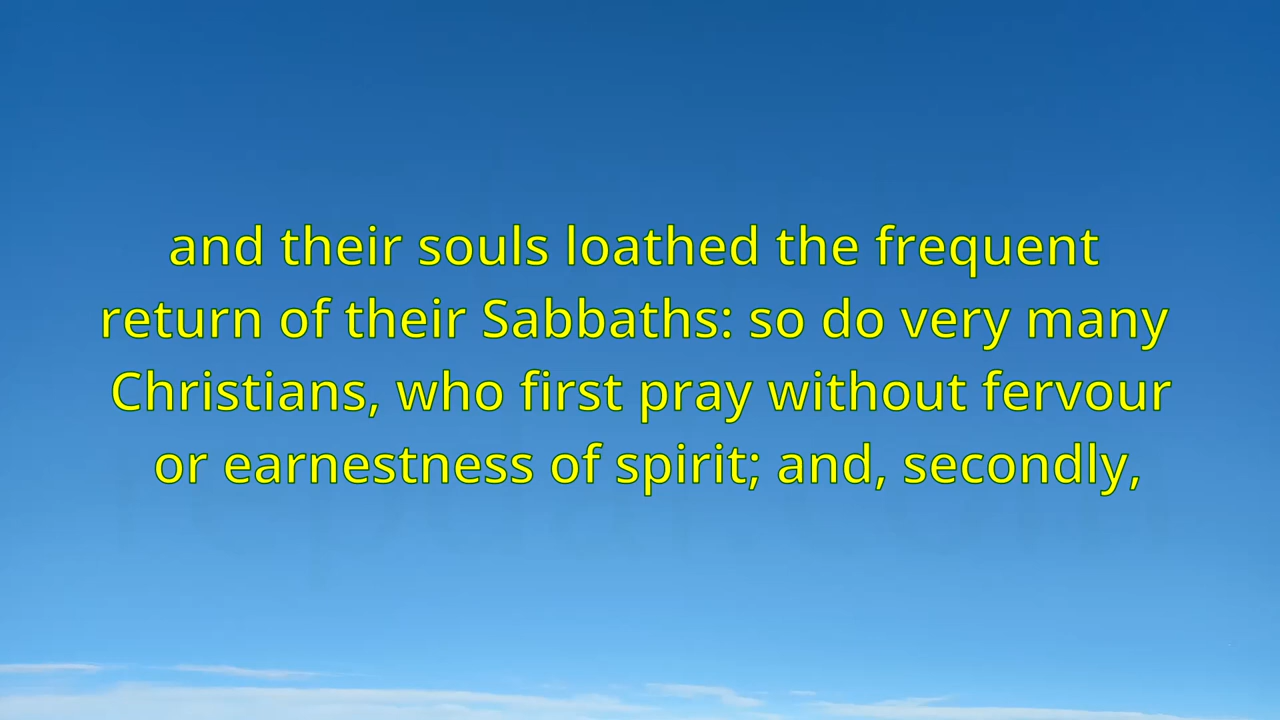 and their souls loathed the frequent
return of their Sabbaths: so do very many
Christians, who first pray without fervour
or earnestness of spirit; and, secondly,